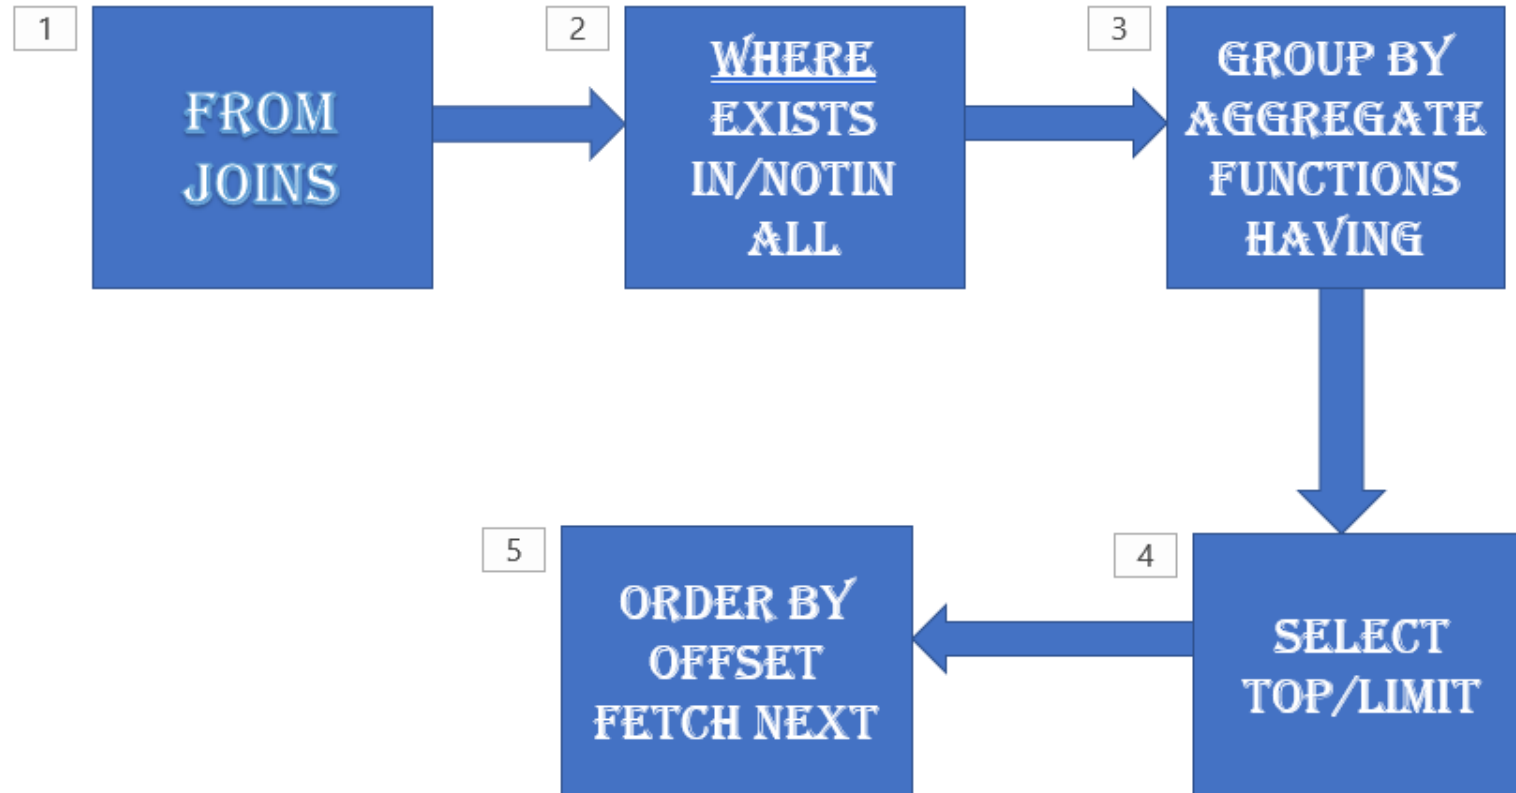 1
FROM
JOINS
2
WHERE
EXISTS
IN/NOTIN
ALL
3
GROUP BY
AGGREGATE
FUNCTIONS
HAVING
4
SELECT
TOP/LIMIT
5
ORDER BY
OFFSET
FETCH NEXT